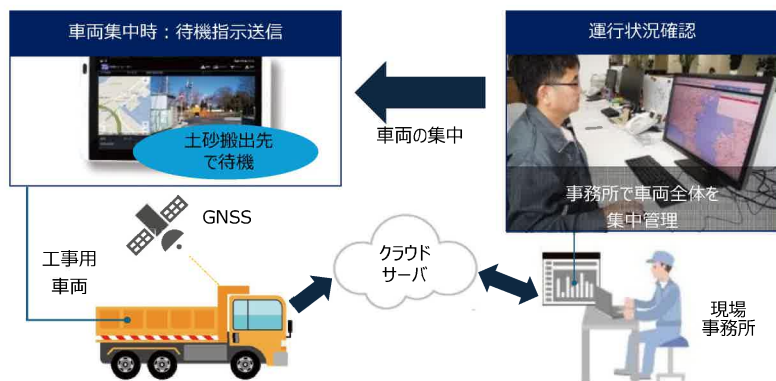 車両集中時：待機指示送信
土砂搬出先
で待機
車両の集中
運行状況確認
事務所で車両全体を
集中管理
GNSS
工事用
車両
クラウド
サーバ
現場
事務所